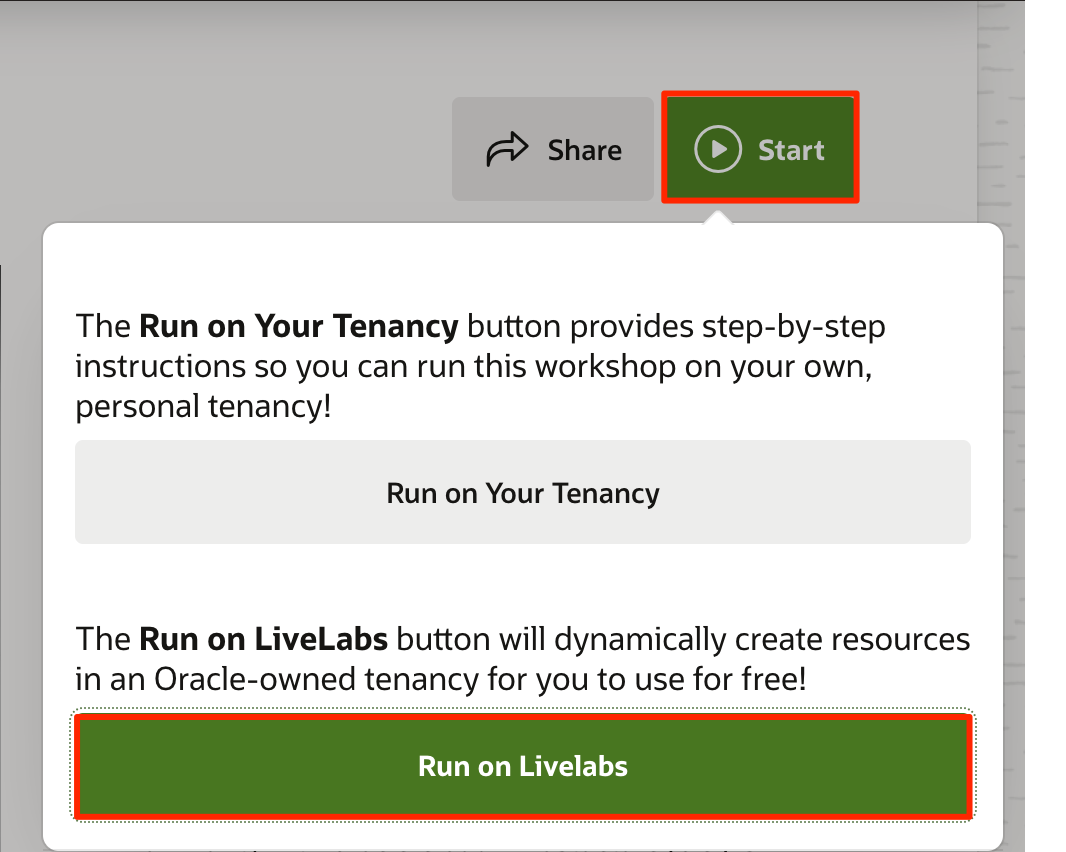 Share
Start
The Run on Your Tenancy button provides step-by-step
instructions so you can run this workshop on your own,
personal tenancy!
Run on Your Tenancy
The Run on LiveLabs button will dynamically create resources
in an Oracle-owned tenancy for you to use for free!
Run on Livelabs